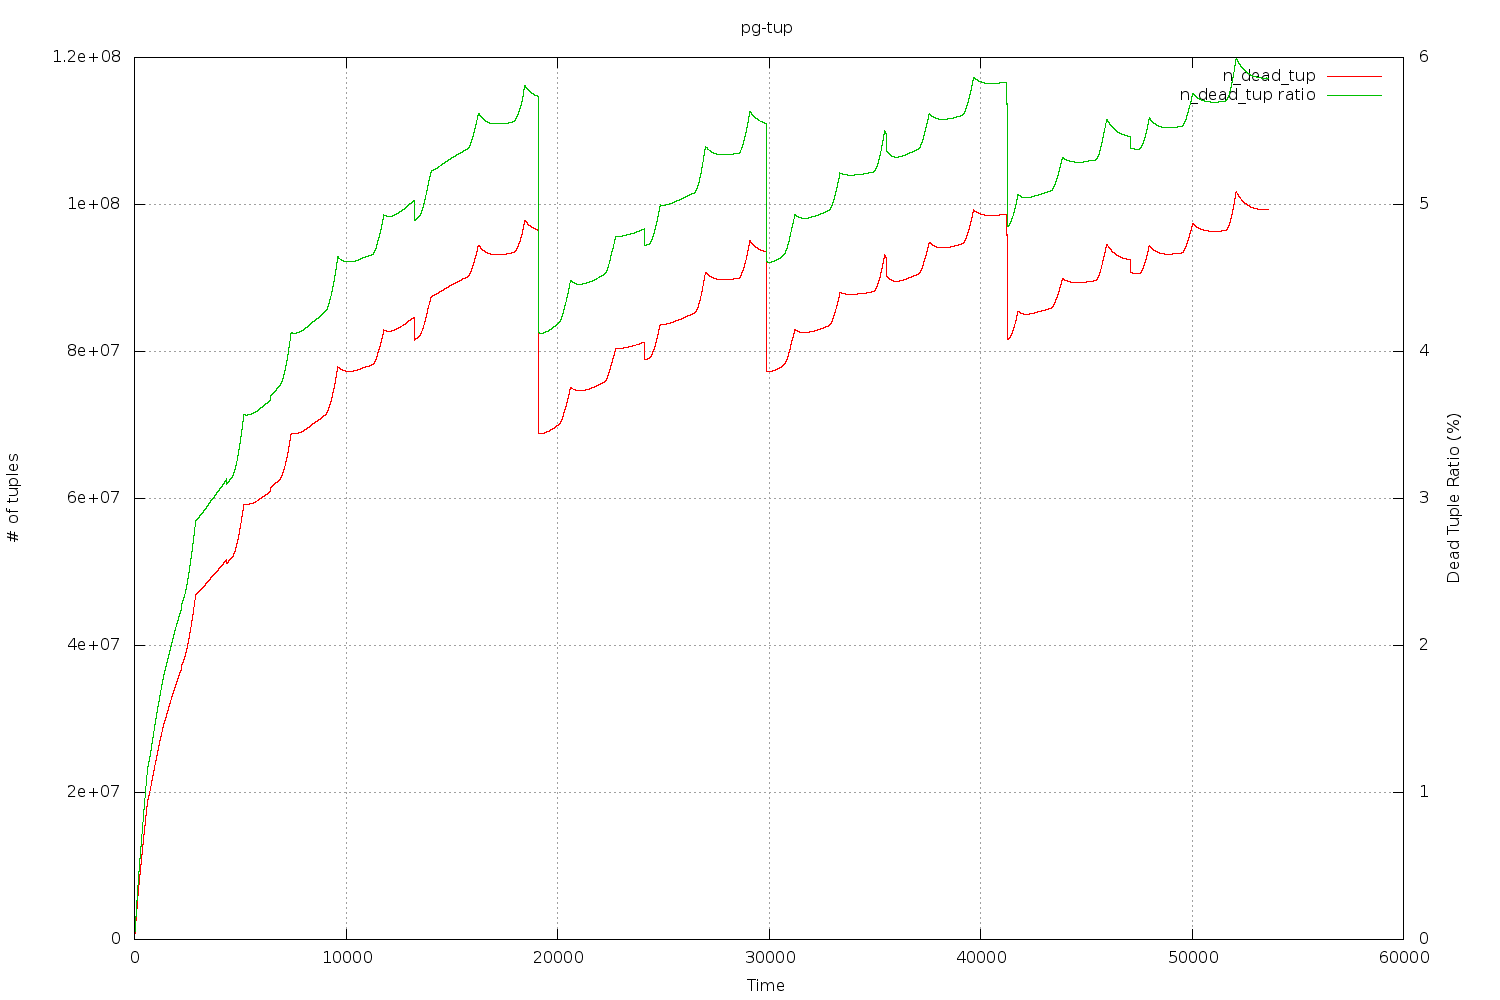 pg-tup
1.2e+08
1e+08
8e+07
6e+07
4e+07
2e+07
0
# of tuples
n_dead_tup
n_dead_tup ratio
6
5
4
3
2
1
0
Dead Tuple Ratio (%)
0 10000 20000 30000 40000 50000 60000
Time